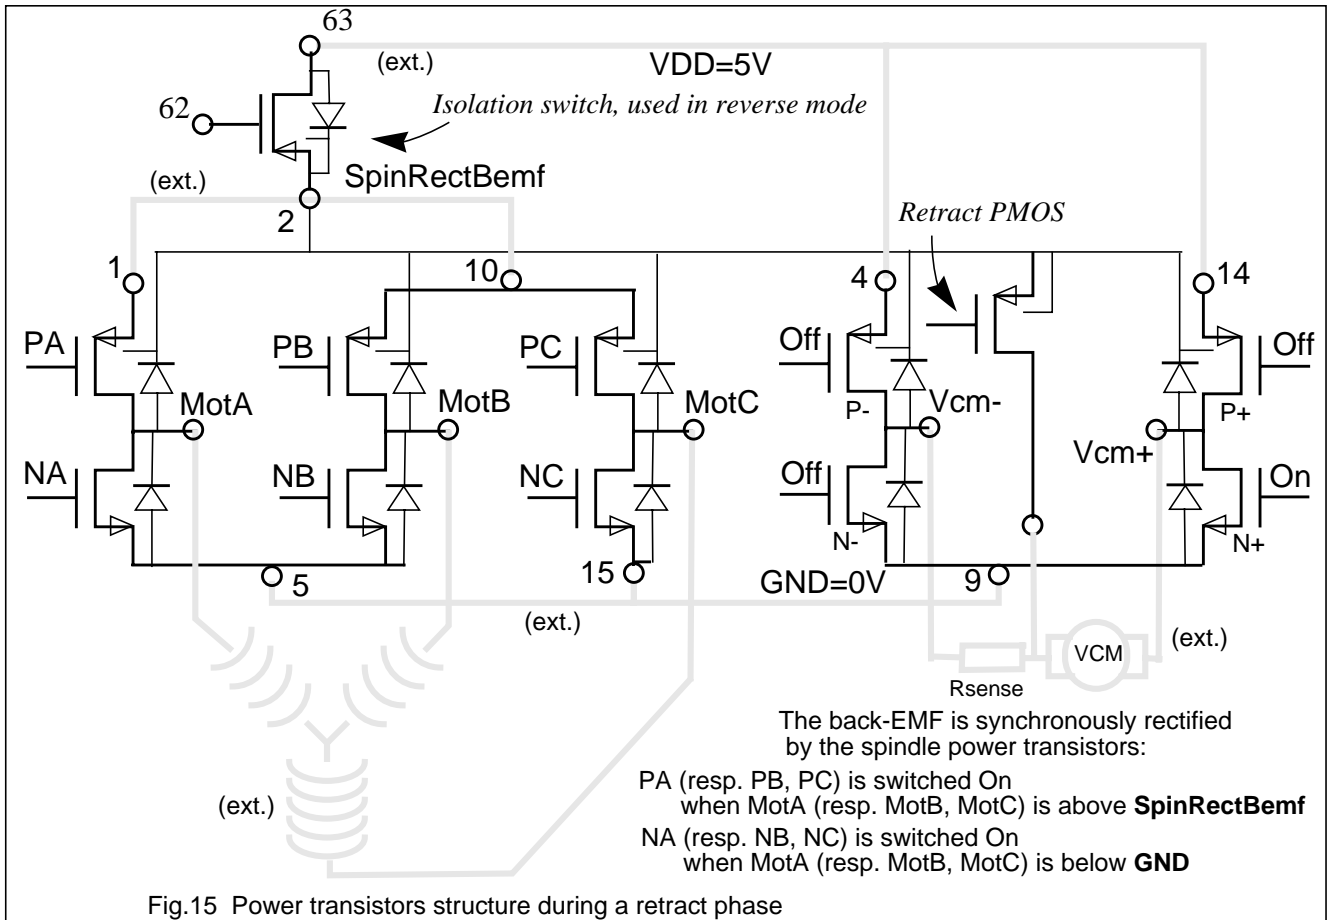 63
(ext.)
VDD=5V
62
Isolation switch, used in reverse mode
(ext.)
SpinRectBemf
2
Retract PMOS
1
10
4
14
PA
PB
PC
Off
Off
MotA
MotB
MotC
P-
Vcm-
P+
Vcm+
NA
NB
NC
Off
On
N-
N+
5
15
GND=0V
9
(ext.)
(ext.)
VCM
Rsense
The back-EMF is synchronously rectified
by the spindle power transistors:
PA (resp. PB, PC) is switched On
when MotA (resp. MotB, MotC) is above SpinRectBemf
(ext.)
NA (resp. NB, NC) is switched On
when MotA (resp. MotB, MotC) is below GND
Fig.15 Power transistors structure during a retract phase